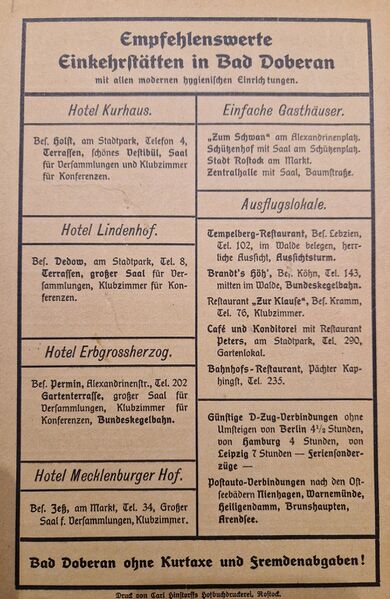 Empfehlenswerte
Einkehrstätten in Bad Doberan
mit allen modernen hygienischen Einrichtungen.
Hotel Kurhaus.
Bes. Holst, am Stadtpark, Telefon 4,
Terrassen, schönes Vestibül, Saal
für Versammlungen und Klubzimmer
für Konferenzen.
Hotel Lindenhof.
Bes. Dedow, am Stadtpark, Tel. 8,
Terrassen, großer Saal für Ver-
sammlungen, Klubzimmer für Kon-
ferenzen.
Hotel Erbgrossherzog.
Bes. Permin, Alexandrinenstr., Tel. 202
Gartenterrasse, großer Saal für
Versammlungen, Klubzimmer für
Konferenzen, Bundeskegelbahn.
Hotel Mecklenburger Hof.
Bes. Jeß, am Markt, Tel. 34, Großer
Saal f. Versammlungen, Klubzimmer.
Einfache Gasthäuser.
„Zum Schwan" am Alexandrinenplatz.
Schützenhof mit Saal am Schützenplatz.
Stadt Rostock am Markt.
Zentralhalle mit Saal, Baumstraße.
Ausflugslokale.
Tempelberg-Restaurant, Bes. Lebzien,
Tel. 102, im Walde belegen, herr-
liche Aussicht, Aussichtsturm.
Brandt's Höh', Bes. Köhn, Tel. 143,
mitten im Walde, Bundeskegelbahn.
Restaurant „Zur Klause", Bes. Kramm,
Tel. 76, Klubzimmer.
Café und Konditorei mit Restaurant
Peters, am Stadtpark, Tel. 290,
Gartenlokal.
Bahnhofs-Restaurant, Pächter Kap-
hingst, Tel. 235.
Günstige D-Zug-Verbindungen ohne
Umsteigen von Berlin 4½ Stunden,
von Hamburg 4 Stunden, von
Leipzig 7 Stunden — Feriensonder-
züge —
Postauto-Verbindungen nach den Ost-
seebädern Nienhagen, Warnemünde,
Heiligendamm, Brunshaupten,
Arendsee.
Bad Doberan ohne Kurtaxe und Fremdenabgaben!
Druck von Carl Hinstorffs Hofbuchdruckerei, Rostock.